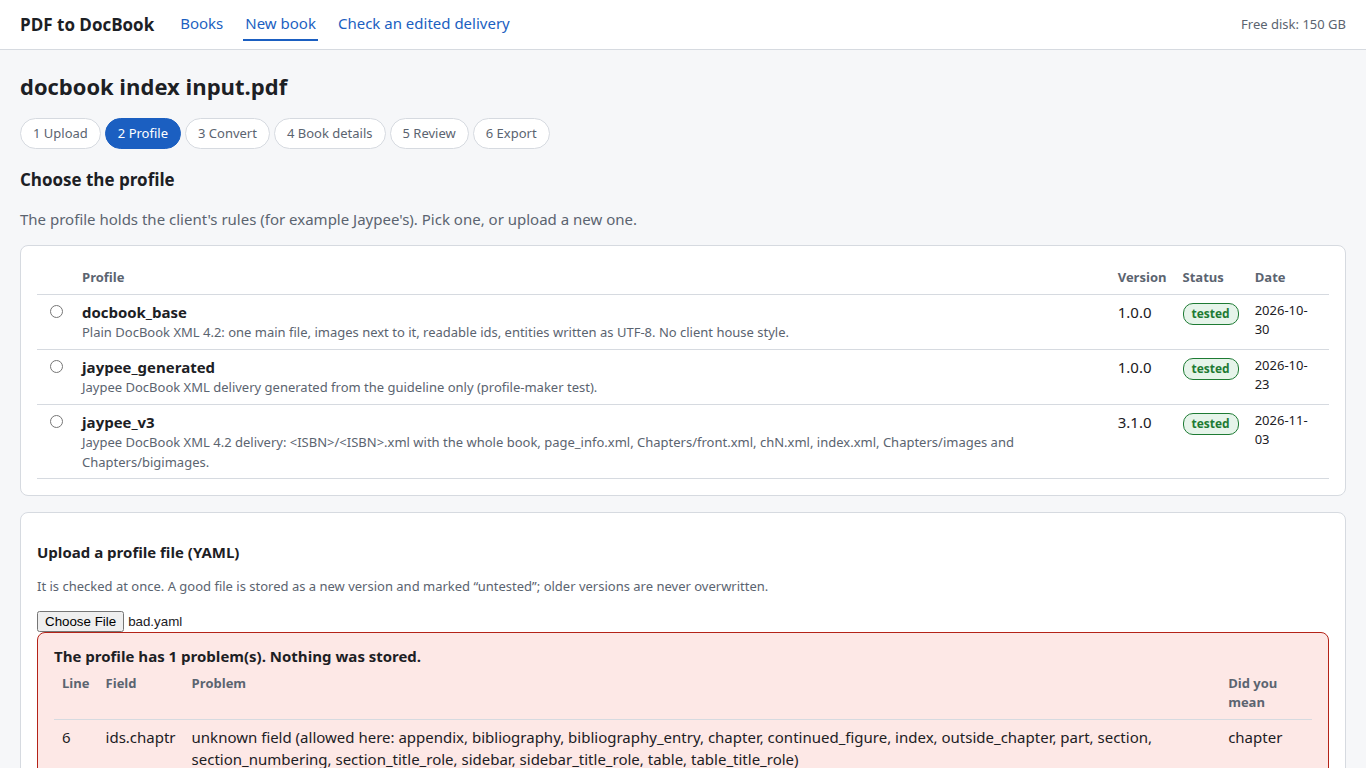 PDF to DocBook Books New book Check an edited delivery Free disk: 150 GB
docbook index input.pdf
1 Upload 2 Profile 3 Convert 4 Book details 5 Review 6 Export
Choose the profile
The profile holds the client's rules (for example Jaypee's). Pick one, or upload a new one.
Profile Version Status Date
docbook_base 1.0.0 tested 2026-10-30
Plain DocBook XML 4.2: one main file, images next to it, readable ids, entities written as UTF-8. No client house style.
jaypee_generated 1.0.0 tested 2026-10-23
Jaypee DocBook XML delivery generated from the guideline only (profile-maker test).
jaypee_v3 3.1.0 tested 2026-11-03
Jaypee DocBook XML 4.2 delivery: <ISBN>/<ISBN>.xml with the whole book, page_info.xml, Chapters/front.xml, chN.xml, index.xml, Chapters/images and
Chapters/bigimages.
Upload a profile file (YAML)
It is checked at once. A good file is stored as a new version and marked “untested”; older versions are never overwritten.
Choose File bad.yaml
The profile has 1 problem(s). Nothing was stored.
Line Field Problem Did you mean
6 ids.chaptr unknown field (allowed here: appendix, bibliography, bibliography_entry, chapter, continued_figure, index, outside_chapter, part, section, chapter
section_numbering, section_title_role, sidebar, sidebar_title_role, table, table_title_role)